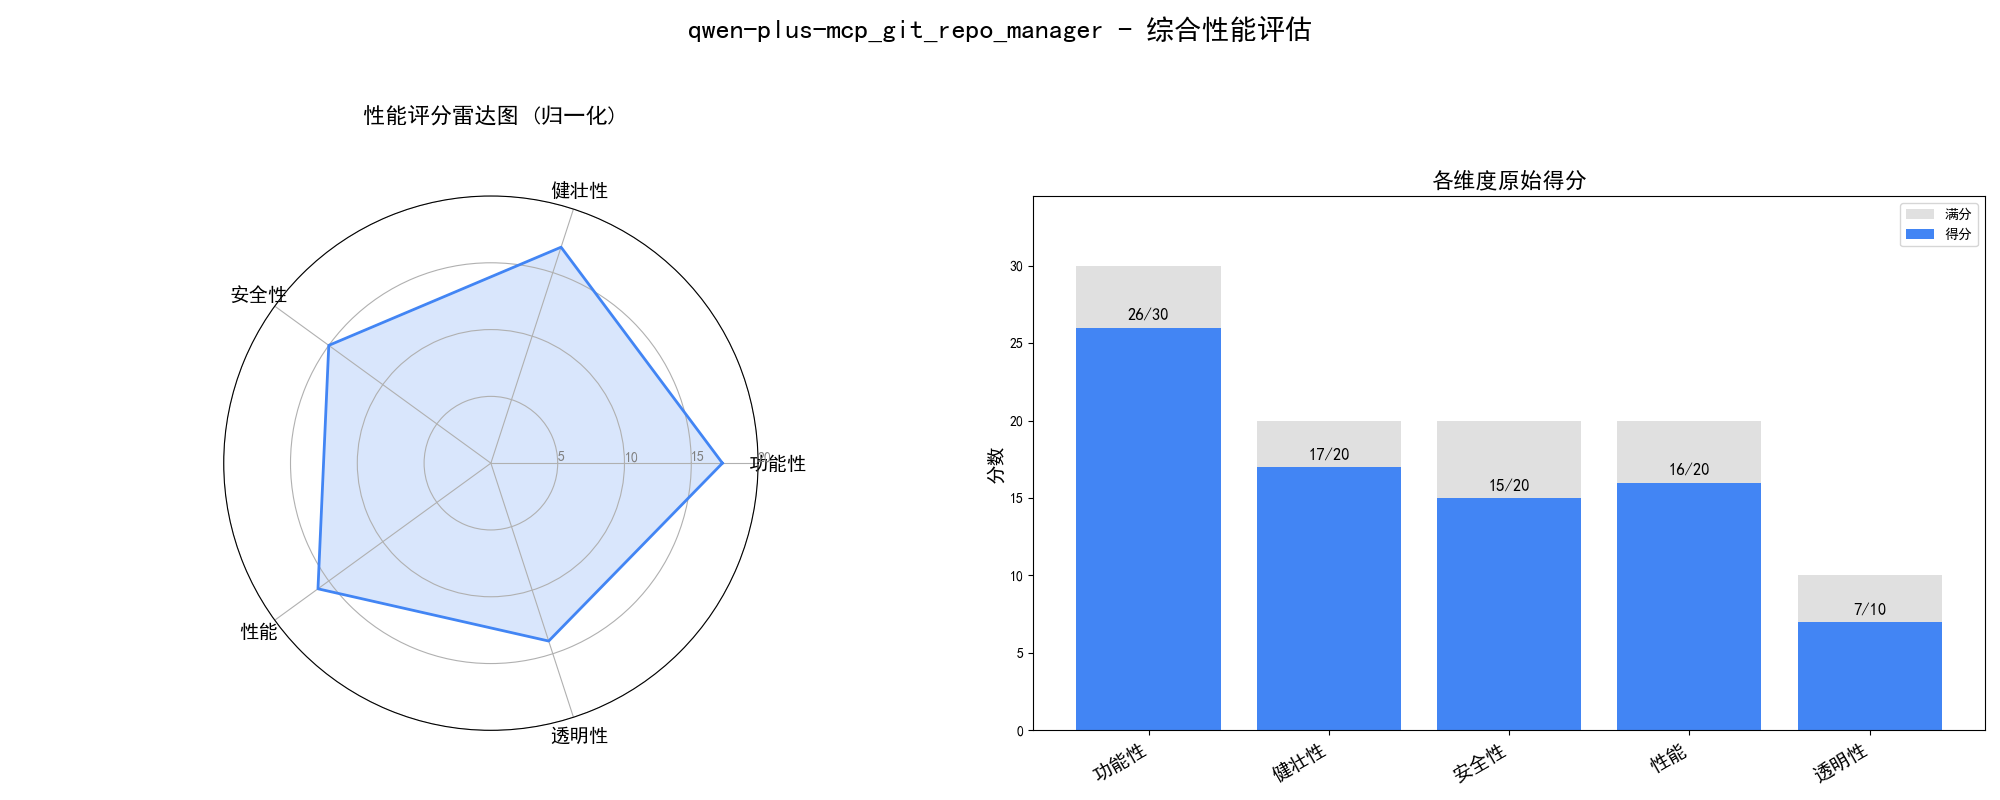 qwen-plus-mcp_git_repo_manager - 综合性能评估
性能评分雷达图 (归一化)
健壮性
安全性
5
10
15
20
功能性
性能
透明性
各维度原始得分
满分
得分
分数
30
25
20
15
10
5
0
26/30
17/20
15/20
16/20
7/10
功能性
健壮性
安全性
性能
透明性